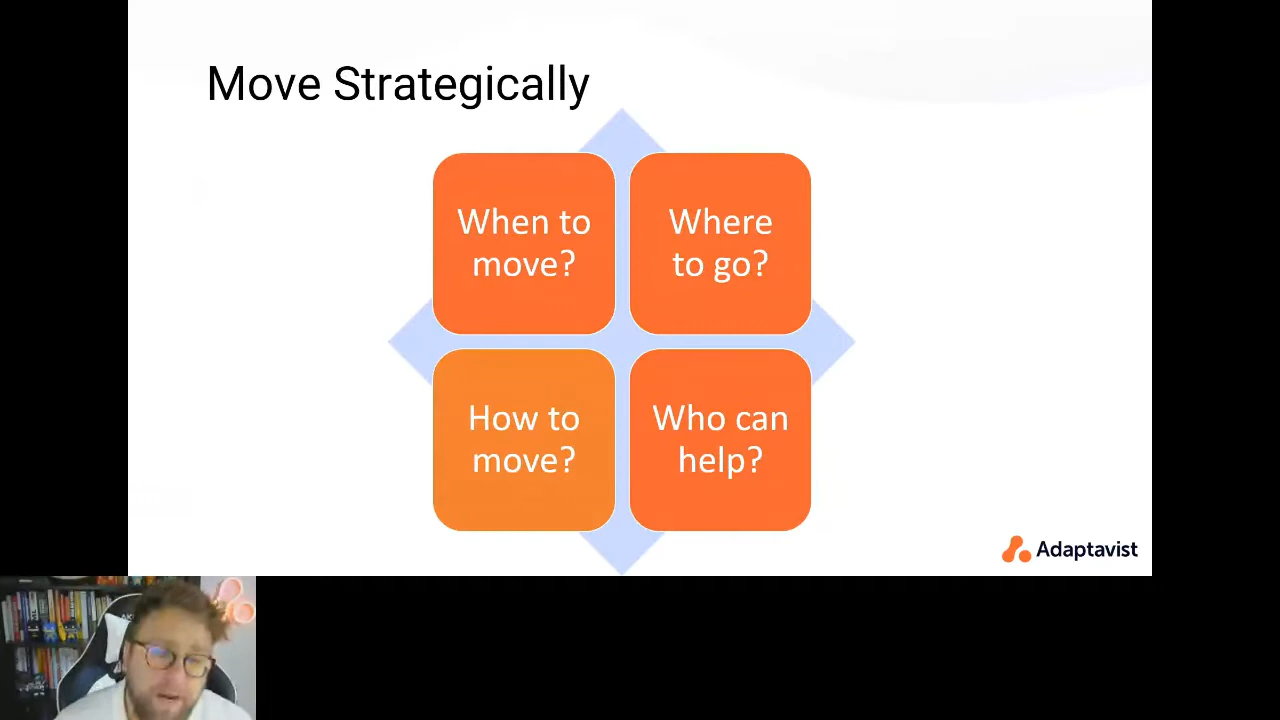 Move Strategically
When to
move?
Where
to go?
How to
move?
Who can
help?
Adaptavist